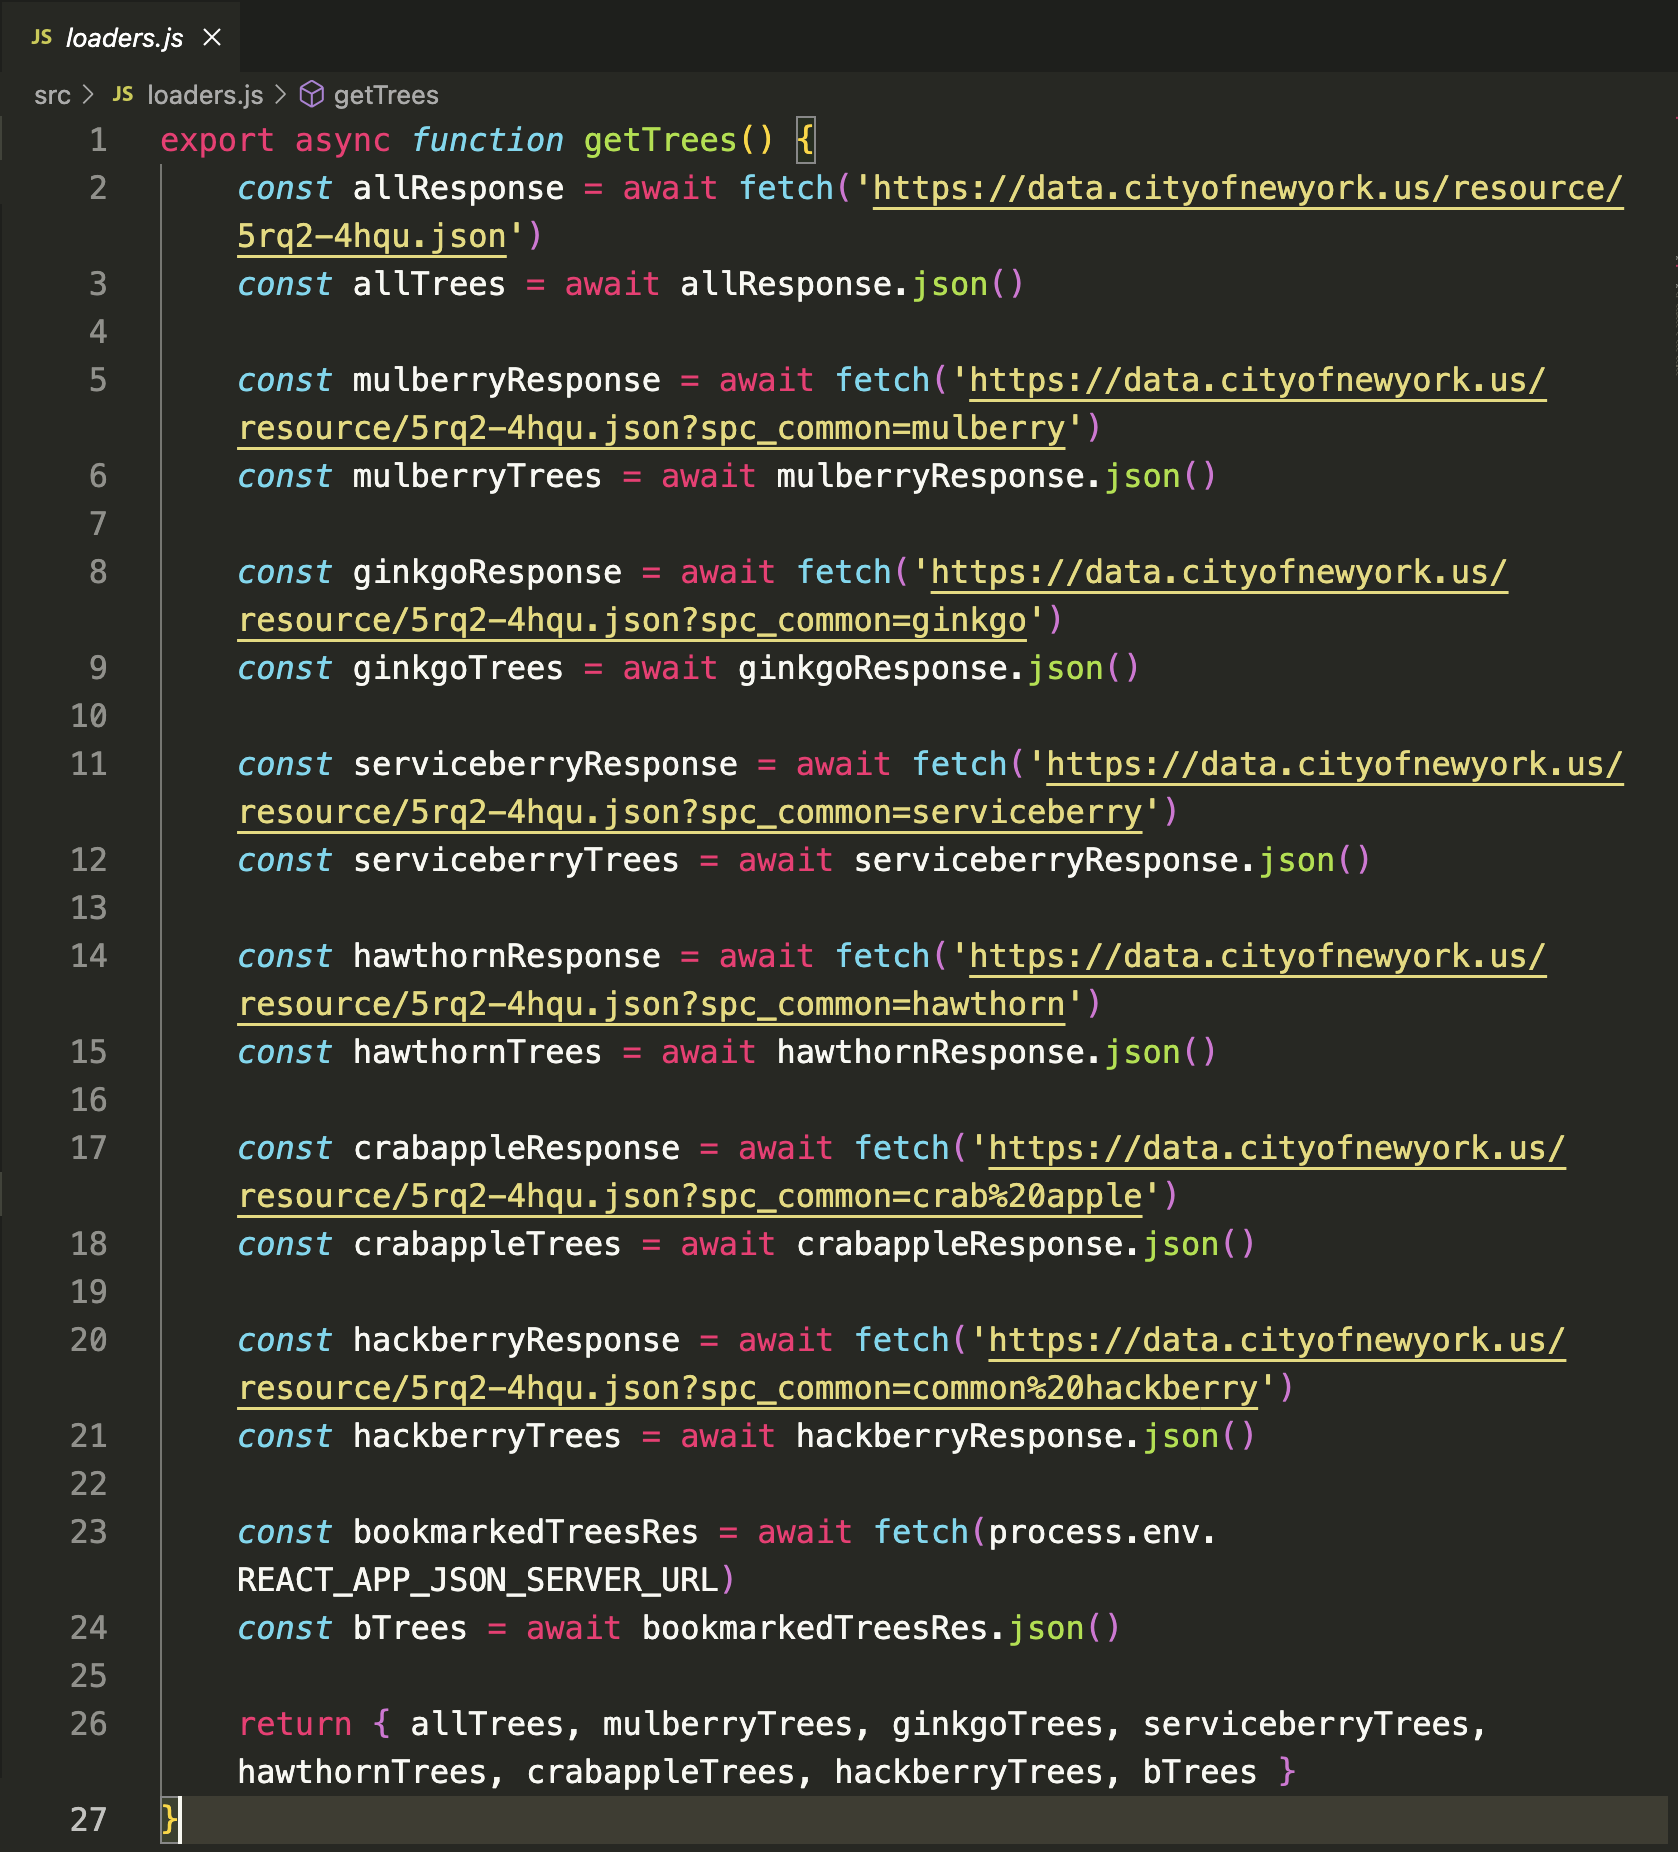 JS loaders.js ×
src > JS loaders.js > getTrees
1 export async function getTrees() {
2 const allResponse = await fetch('https://data.cityofnewyork.us/resource/
5rq2-4hqu.json')
3 const allTrees = await allResponse.json()
4
5 const mulberryResponse = await fetch('https://data.cityofnewyork.us/
resource/5rq2-4hqu.json?spc_common=mulberry')
6 const mulberryTrees = await mulberryResponse.json()
7
8 const ginkgoResponse = await fetch('https://data.cityofnewyork.us/
resource/5rq2-4hqu.json?spc_common=ginkgo')
9 const ginkgoTrees = await ginkgoResponse.json()
10
11 const serviceberryResponse = await fetch('https://data.cityofnewyork.us/
resource/5rq2-4hqu.json?spc_common=serviceberry')
12 const serviceberryTrees = await serviceberryResponse.json()
13
14 const hawthornResponse = await fetch('https://data.cityofnewyork.us/
resource/5rq2-4hqu.json?spc_common=hawthorn')
15 const hawthornTrees = await hawthornResponse.json()
16
17 const crabappleResponse = await fetch('https://data.cityofnewyork.us/
resource/5rq2-4hqu.json?spc_common=crab%20apple')
18 const crabappleTrees = await crabappleResponse.json()
19
20 const hackberryResponse = await fetch('https://data.cityofnewyork.us/
resource/5rq2-4hqu.json?spc_common=common%20hackberry')
21 const hackberryTrees = await hackberryResponse.json()
22
23 const bookmarkedTreesRes = await fetch(process.env.
REACT_APP_JSON_SERVER_URL)
24 const bTrees = await bookmarkedTreesRes.json()
25
26 return { allTrees, mulberryTrees, ginkgoTrees, serviceberryTrees,
hawthornTrees, crabappleTrees, hackberryTrees, bTrees }
27 }